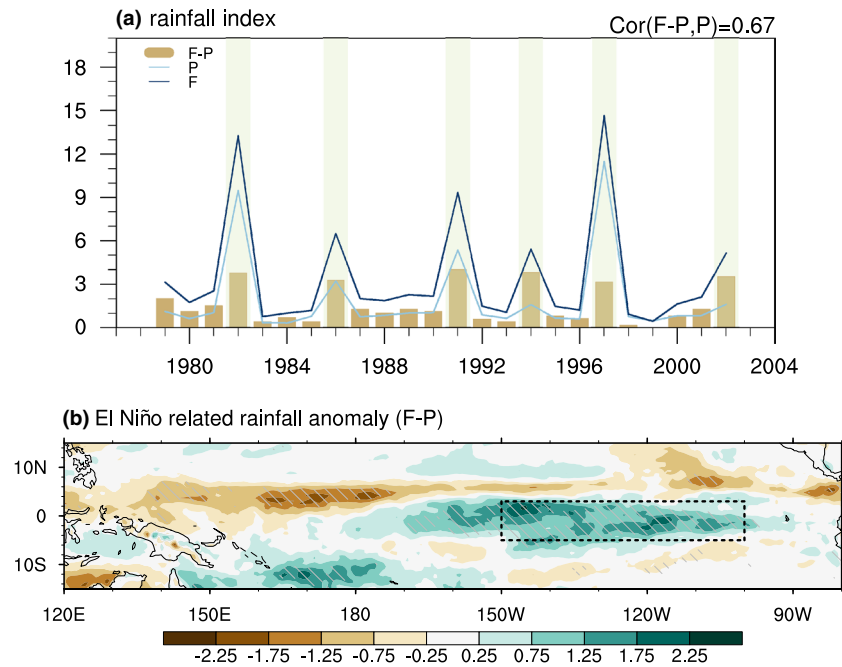 (a) rainfall index
Cor(F-P,P)=0.67
F-P
P
F
18
15
12
9
6
3
0
1980 1984 1988 1992 1996 2000 2004
(b) El Niño related rainfall anomaly (F-P)
10N
0
10S
120E 150E 180 150W 120W 90W
-2.25 -1.75 -1.25 -0.75 -0.25 0.25 0.75 1.25 1.75 2.25